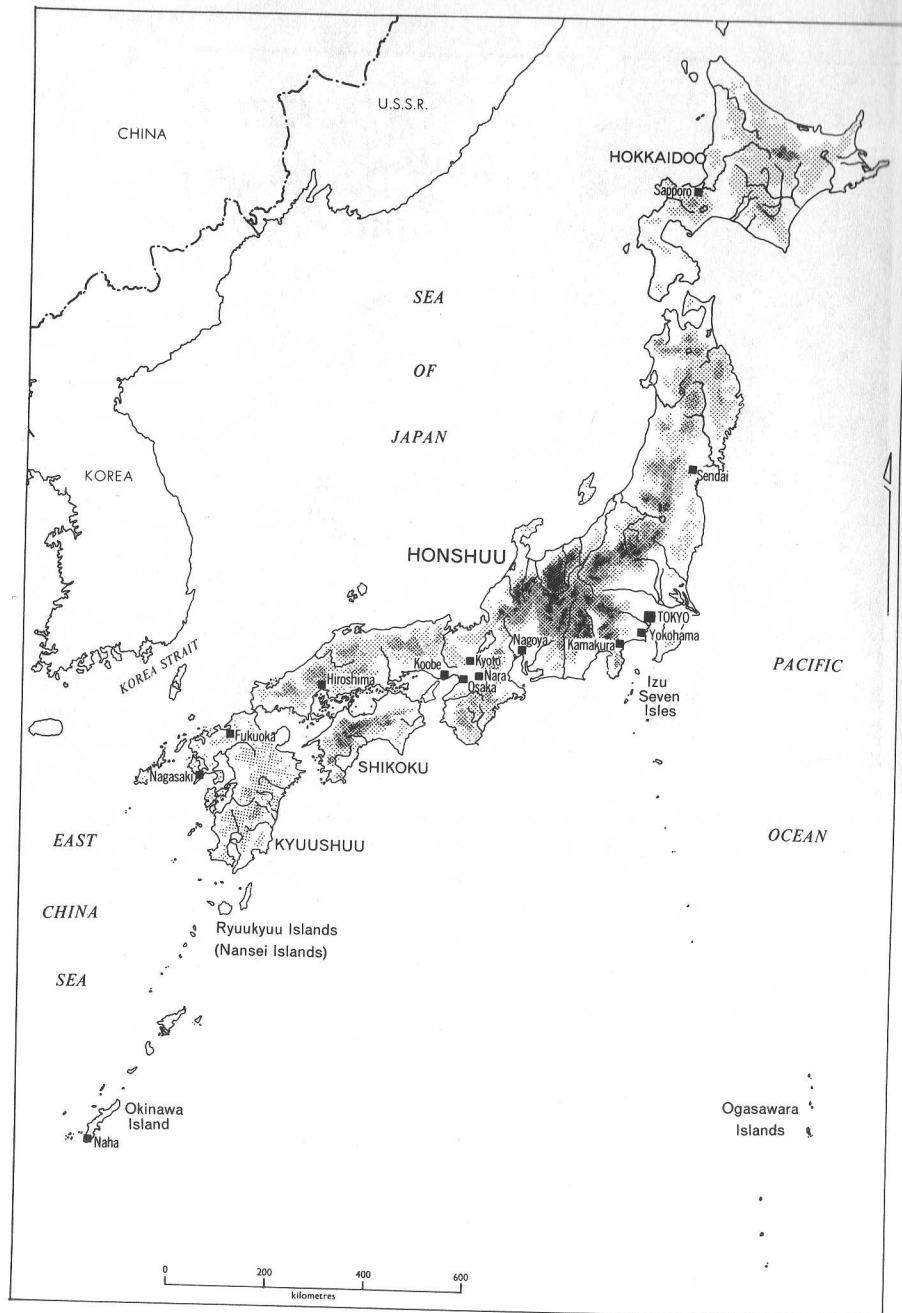 U.S.S.R.
CHINA
HOKKAIDOO
Sapporo
SEA
OF
JAPAN
KOREA
Sendai
HONSHUU
TOKYO
Yokohama
Nagoya
Kamakura
KOREA STRAIT
Kyoto
Koobe
Nara
Osaka
Hiroshima
PACIFIC
Izu
Seven
Isles
Fukuoka
SHIKOKU
Nagasaki
EAST
OCEAN
KYUUSHUU
CHINA
Ryuukyuu Islands
(Nansei Islands)
SEA
Okinawa
Island
Naha
Ogasawara
Islands
0 200 400 600
kilometres